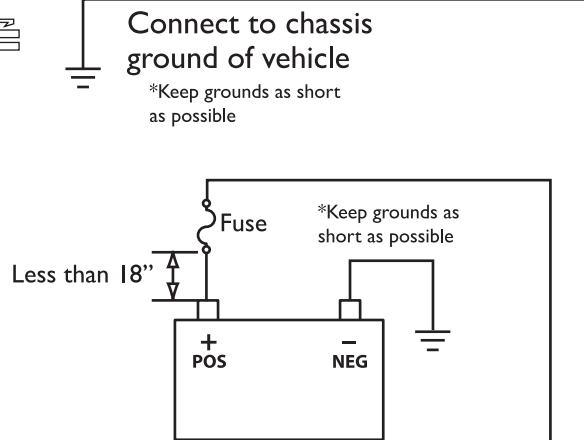 Connect to chassis
ground of vehicle
*Keep grounds as short
as possible
Fuse
*Keep grounds as
short as possible
Less than 18”
+
POS
–
NEG